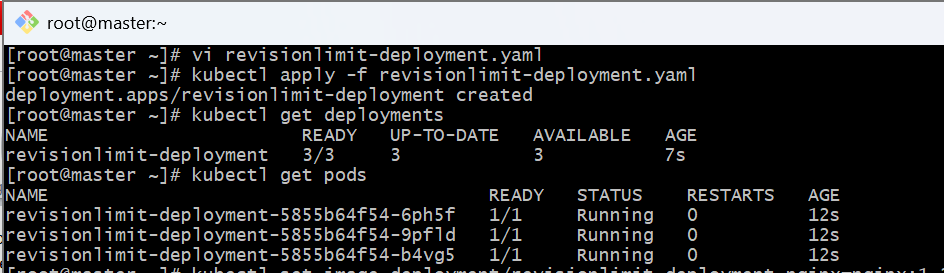 root@master:~
[root@master ~]# vi revisionlimit-deployment.yaml
[root@master ~]# kubectl apply -f revisionlimit-deployment.yaml
deployment.apps/revisionlimit-deployment created
[root@master ~]# kubectl get deployments
NAME READY UP-TO-DATE AVAILABLE AGE
revisionlimit-deployment 3/3 3 3 7s
[root@master ~]# kubectl get pods
NAME READY STATUS RESTARTS AGE
revisionlimit-deployment-5855b64f54-6ph5f 1/1 Running 0 12s
revisionlimit-deployment-5855b64f54-9pfld 1/1 Running 0 12s
revisionlimit-deployment-5855b64f54-b4vg5 1/1 Running 0 12s
[root@master ~]# kubectl set image deployment/revisionlimit-deployment nginx=nginx:1